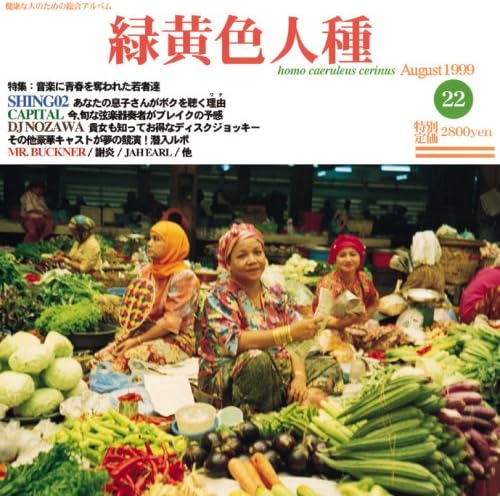 健康な人のための総合アルバム
緑黄色人種
homo caeruleus cerinus August 1999
特集：音楽に青春を奪われた若者達
22
SHING02 あなたの息子さんがボクを聴く理由
ワケ
CAPITAL 今、旬な弦楽器奏者がブレイクの予感
DJ NOZAWA 貴女も知ってお得なディスクジョッキー
特別定価 2800yen
その他豪華キャストが夢の競演！潜入ルポ
MR. BUCKNER / 謝炎 / JAH EARL / 他